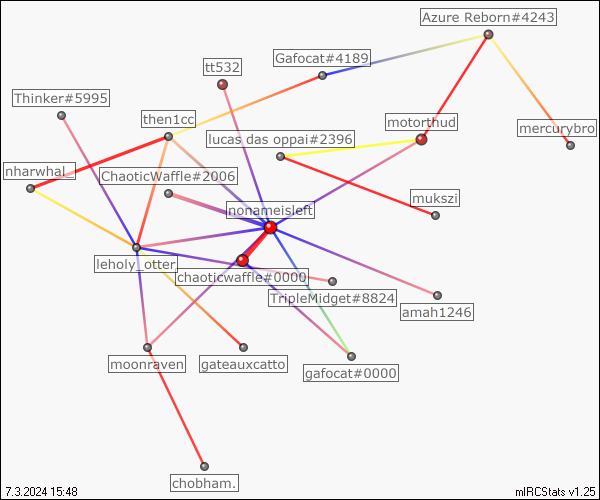 Azure Reborn#4243
Gafocat#4189
tt532
Thinker#5995
then1cc
motorthud
mercurybro
lucas das oppai#2396
nharwhal_
ChaoticWaffle#2006
mukszi
nonameisleft
leholy_otter
chaoticwaffle#0000
TripleMidget#8824
amah1246
moonraven
gateauxcatto
gafocat#0000
chobham.
7.3.2024 15:48
mIRCStats v1.25